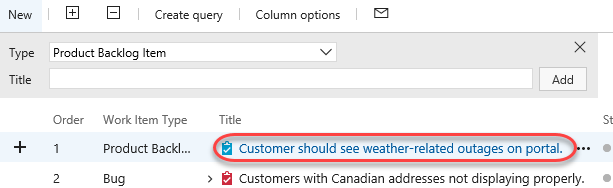 New Create query Column options
Type Product Backlog Item
Title Add
Order Work Item Type Title St
1 Product Backl... Customer should see weather-related outages on portal. ...
2 Bug Customers with Canadian addresses not displaying properly.